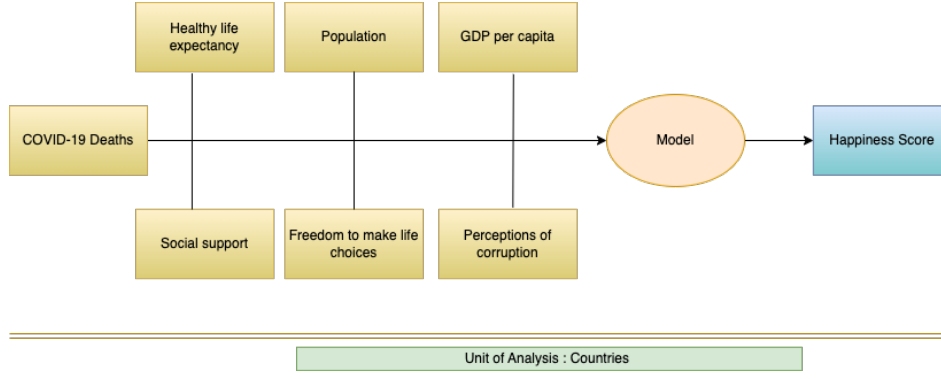 Healthy life
expectancy
Population
GDP per capita
COVID-19 Deaths
Model
Happiness Score
Social support
Freedom to make life
choices
Perceptions of
corruption
Unit of Analysis : Countries